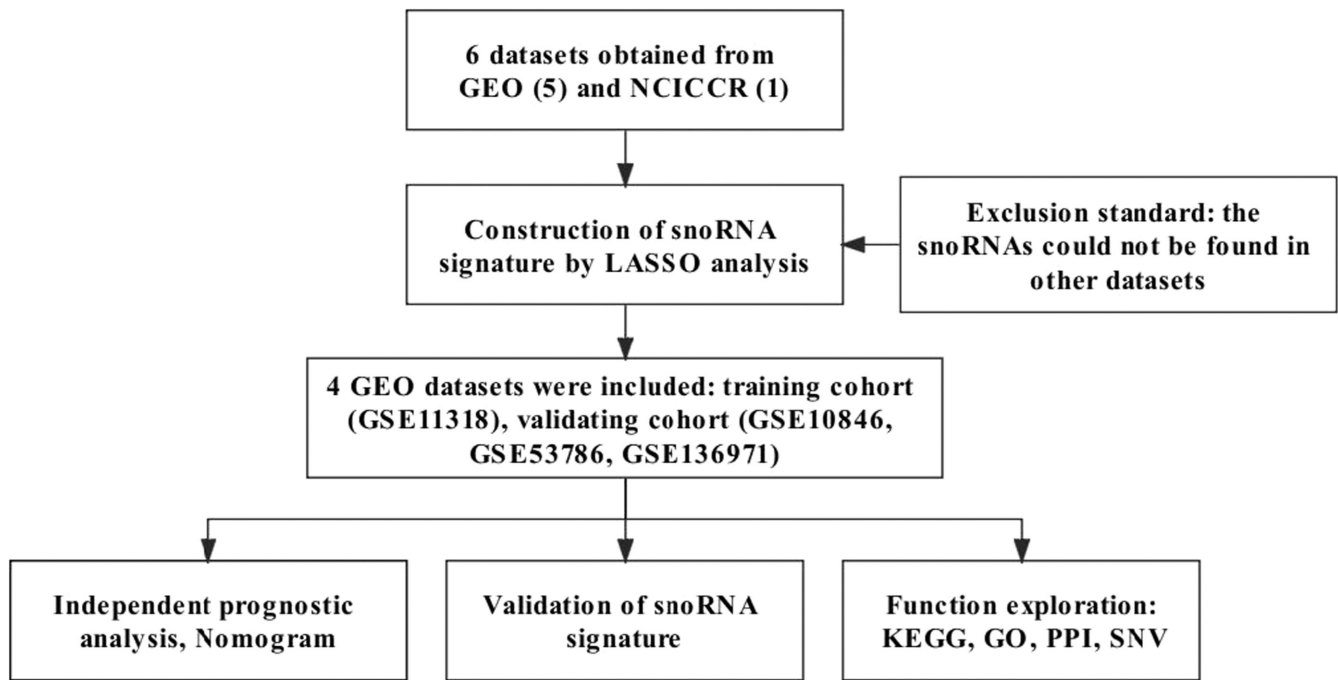 6 datasets obtained from
GEO (5) and NCICCR (1)
Construction of snoRNA
signature by LASSO analysis
Exclusion standard: the
snoRNAs could not be found in
other datasets
4 GEO datasets were included: training cohort
(GSE11318), validating cohort (GSE10846,
GSE53786, GSE136971)
Independent prognostic
analysis, Nomogram
Validation of snoRNA
signature
Function exploration:
KEGG, GO, PPI, SNV